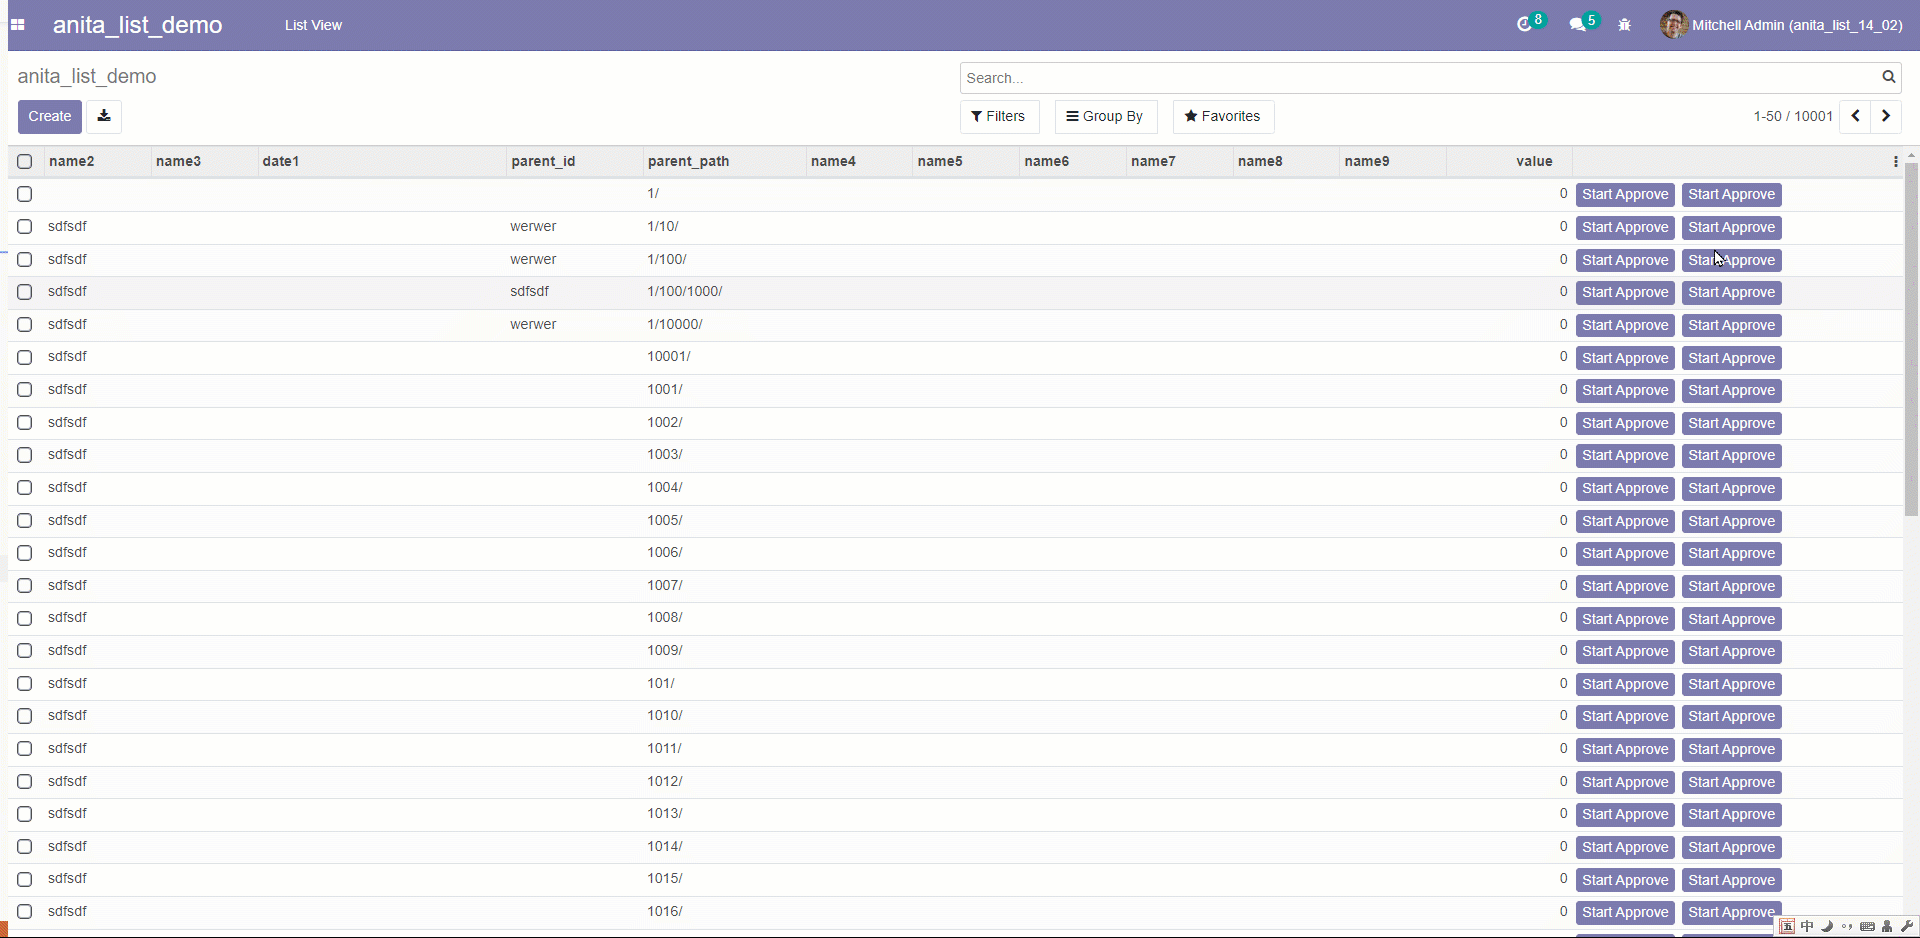 anita_list_demo List View 8 5 Mitchell Admin (anita_list_14_02)
anita_list_demo Search...
Create Filters Group By Favorites 1-50 / 10001
name2 name3 date1 parent_id parent_path name4 name5 name6 name7 name8 name9 value
1/ 0 Start Approve Start Approve
sdfsdf werwer 1/10/ 0 Start Approve Start Approve
sdfsdf werwer 1/100/ 0 Start Approve Start Approve
sdfsdf sdfsdf 1/100/1000/ 0 Start Approve Start Approve
sdfsdf werwer 1/10000/ 0 Start Approve Start Approve
sdfsdf 10001/ 0 Start Approve Start Approve
sdfsdf 1001/ 0 Start Approve Start Approve
sdfsdf 1002/ 0 Start Approve Start Approve
sdfsdf 1003/ 0 Start Approve Start Approve
sdfsdf 1004/ 0 Start Approve Start Approve
sdfsdf 1005/ 0 Start Approve Start Approve
sdfsdf 1006/ 0 Start Approve Start Approve
sdfsdf 1007/ 0 Start Approve Start Approve
sdfsdf 1008/ 0 Start Approve Start Approve
sdfsdf 1009/ 0 Start Approve Start Approve
sdfsdf 101/ 0 Start Approve Start Approve
sdfsdf 1010/ 0 Start Approve Start Approve
sdfsdf 1011/ 0 Start Approve Start Approve
sdfsdf 1012/ 0 Start Approve Start Approve
sdfsdf 1013/ 0 Start Approve Start Approve
sdfsdf 1014/ 0 Start Approve Start Approve
sdfsdf 1015/ 0 Start Approve Start Approve
sdfsdf 1016/ 0 Start Approve Start Approve
五 中